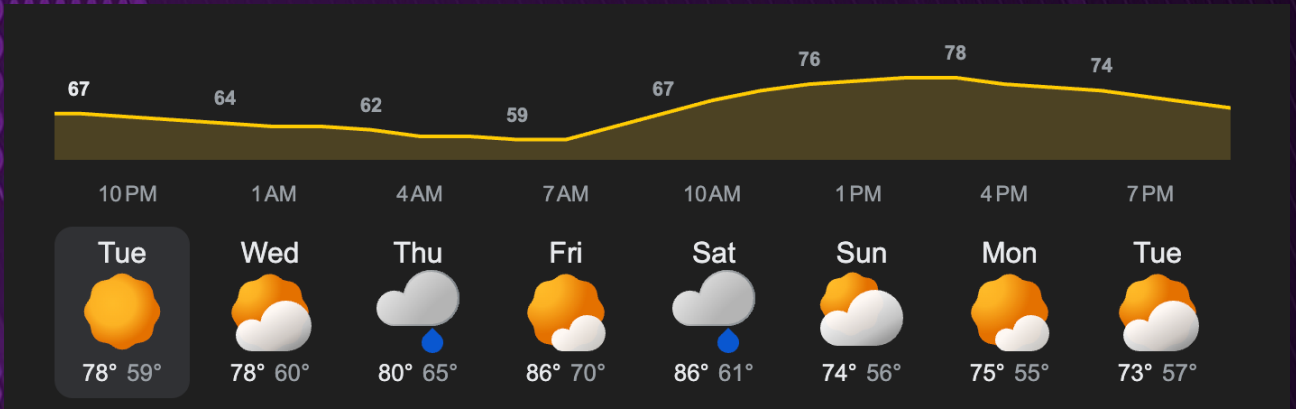 67 64 62 59 67 76 78 74
10 PM 1 AM 4 AM 7 AM 10 AM 1 PM 4 PM 7 PM
Tue Wed Thu Fri Sat Sun Mon Tue
78° 59° 78° 60° 80° 65° 86° 70° 86° 61° 74° 56° 75° 55° 73° 57°